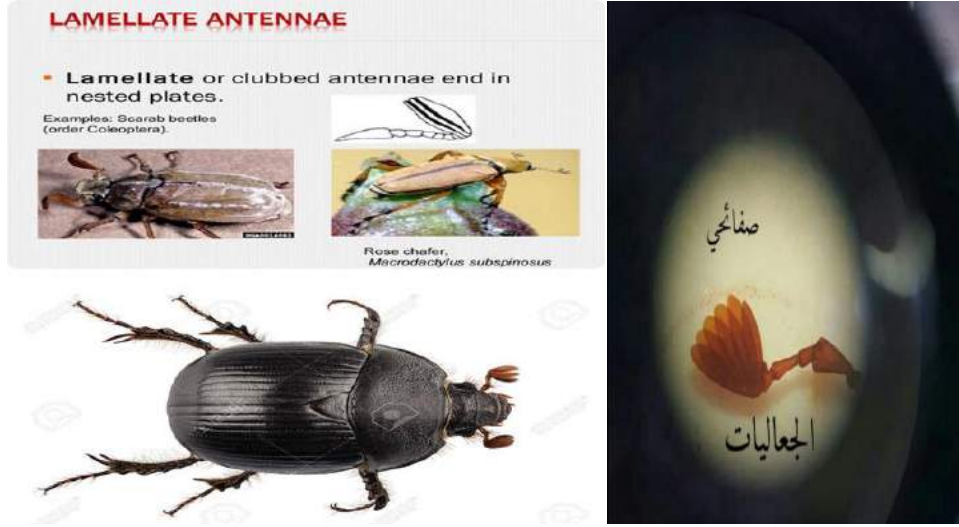 LAMELLATE ANTENNAE
Lamellate or clubbed antennae end in
nested plates.
Examples: Scarab beetles
(order Coleoptera).
Rose chafer,
Macrodactylus subspinosus
صفائحي
الجعاليات